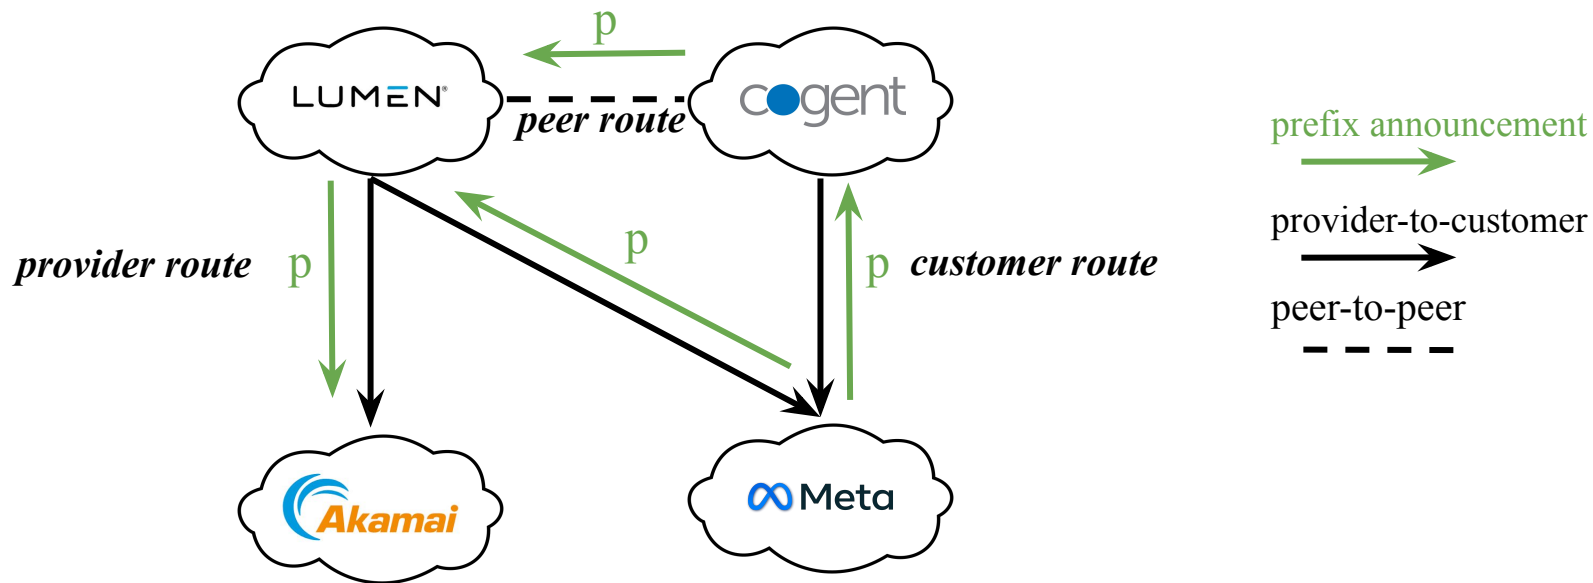 p
LUMEN®
cogent
peer route
prefix announcement
provider-to-customer
peer-to-peer
provider route
p
p
p
customer route
Akamai
Meta